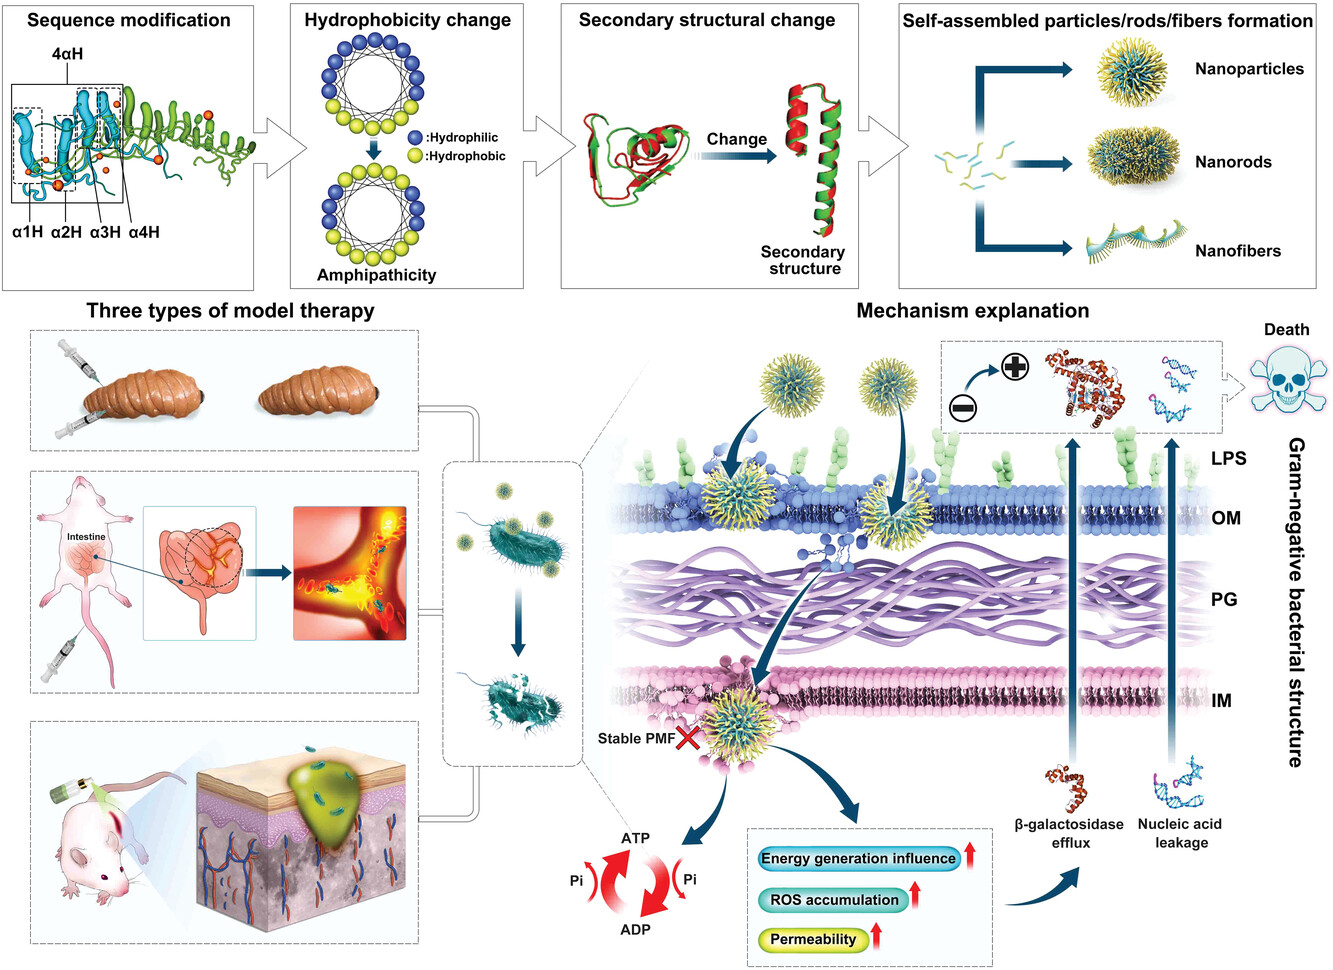 Sequence modification
4αH
α1H α2H α3H α4H
Hydrophobicity change
:Hydrophilic
:Hydrophobic
Amphipathicity
Secondary structural change
Change
Secondary
structure
Self-assembled particles/rods/fibers formation
Nanoparticles
Nanorods
Nanofibers
Three types of model therapy
Intestine
Mechanism explanation
Death
LPS
OM
PG
IM
Gram-negative bacterial structure
Stable PMF
ATP
Pi
Pi
ADP
Energy generation influence
ROS accumulation
Permeability
β-galactosidase
efflux
Nucleic acid
leakage